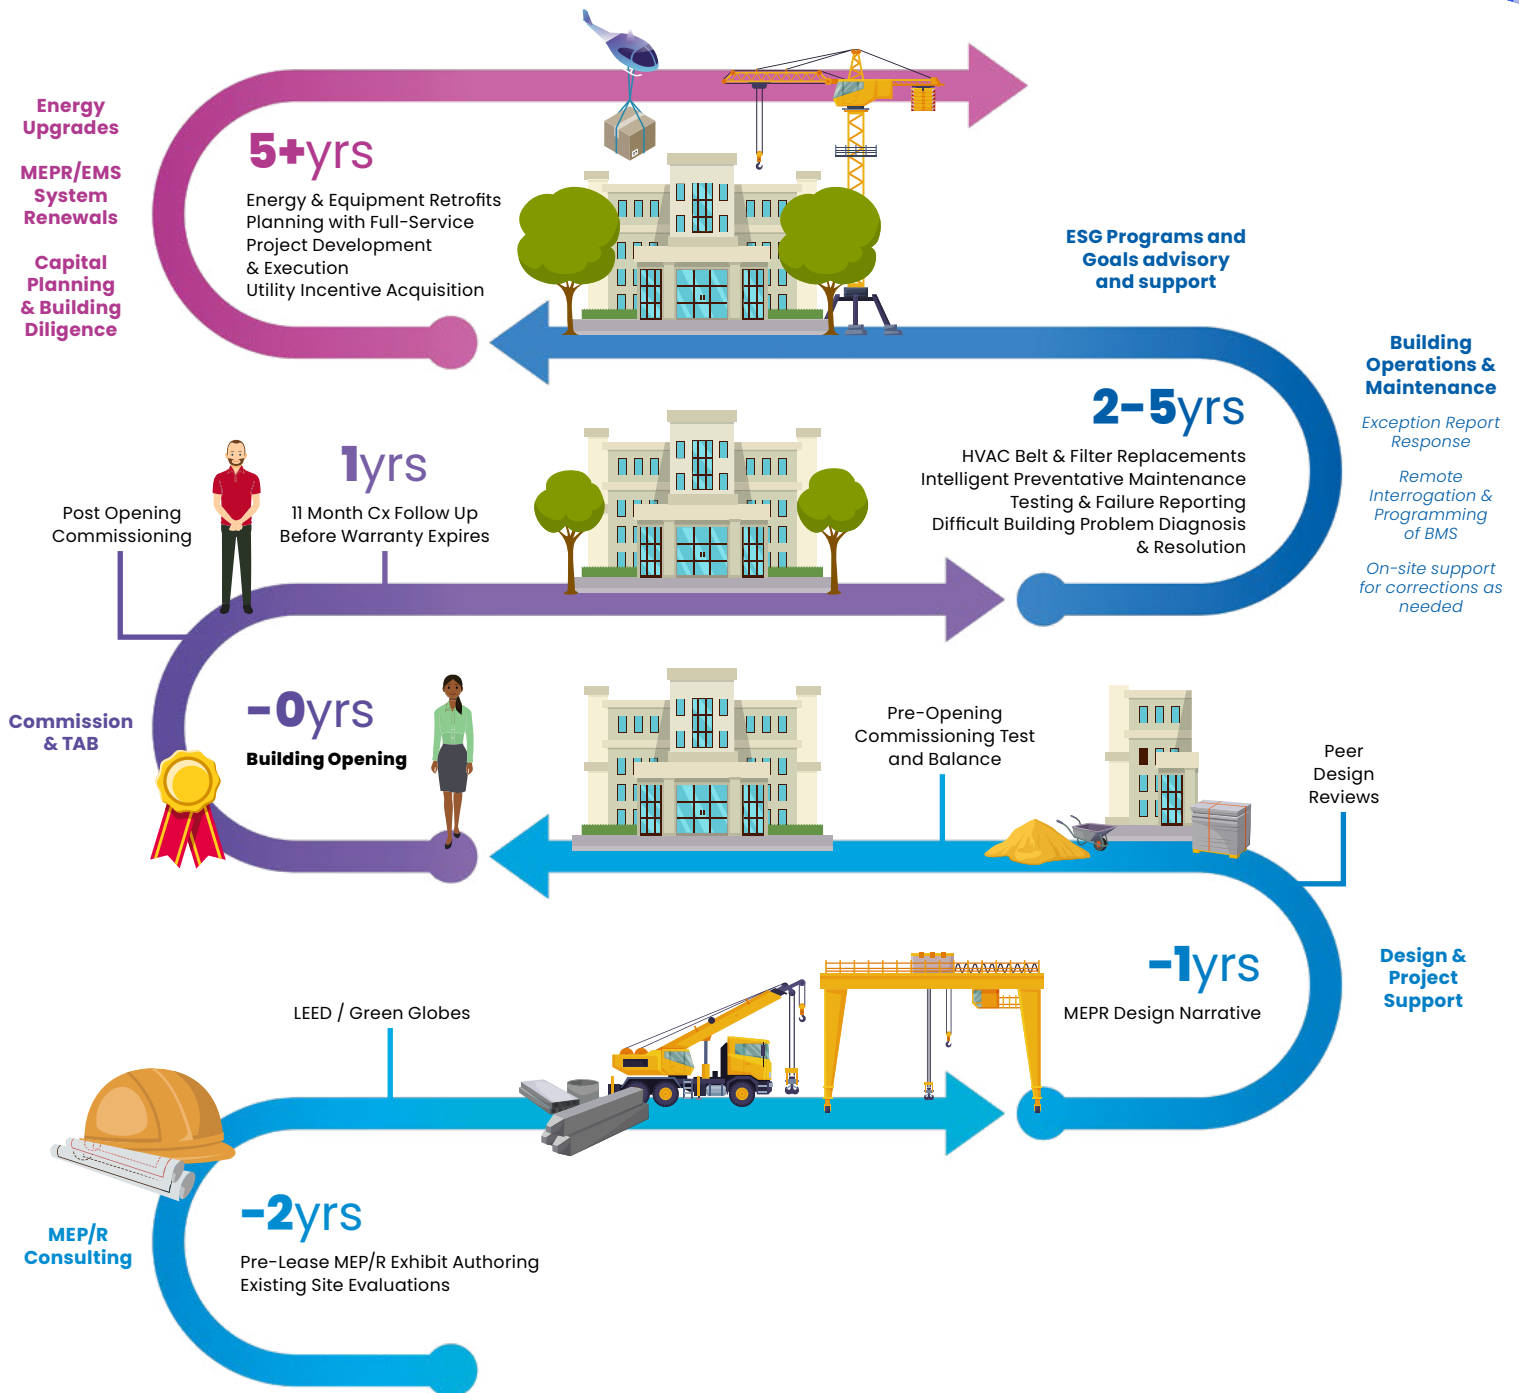 Energy
Upgrades
MEPR/EMS
System
Renewals
Capital
Planning
& Building
Diligence
5+yrs
Energy & Equipment Retrofits
Planning with Full-Service
Project Development
& Execution
Utility Incentive Acquisition
ESG Programs and
Goals advisory
and support
Building
Operations &
Maintenance
Exception Report
Response
Remote
Interrogation &
Programming
of BMS
On-site support
for corrections as
needed
2-5yrs
HVAC Belt & Filter Replacements
Intelligent Preventative Maintenance
Testing & Failure Reporting
Difficult Building Problem Diagnosis
& Resolution
1yrs
11 Month Cx Follow Up
Before Warranty Expires
Post Opening
Commissioning
Commission
& TAB
-0yrs
Building Opening
Pre-Opening
Commissioning Test
and Balance
Peer
Design
Reviews
Design &
Project
Support
-1yrs
MEPR Design Narrative
LEED / Green Globes
MEP/R
Consulting
-2yrs
Pre-Lease MEP/R Exhibit Authoring
Existing Site Evaluations